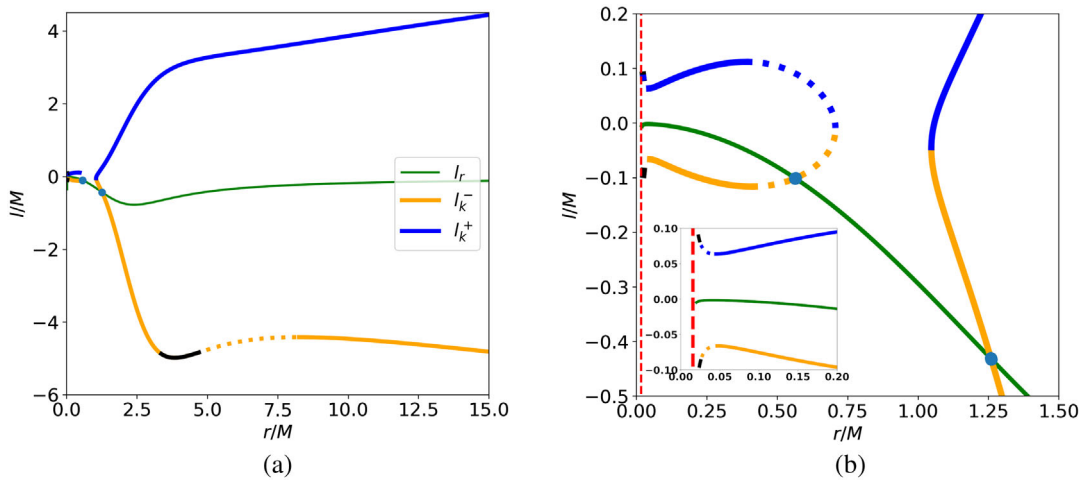 4
2
0
−2
−4
−6
l/M
0.0 2.5 5.0 7.5 10.0 12.5 15.0
r/M
l_r
l_k^−
l_k^+
(a)
0.2
0.1
0.0
−0.1
−0.2
−0.3
−0.4
−0.5
l/M
0.10
0.05
0.00
−0.05
−0.10
0.00 0.05 0.10 0.15 0.20
0.00 0.25 0.50 0.75 1.00 1.25 1.50
r/M
(b)